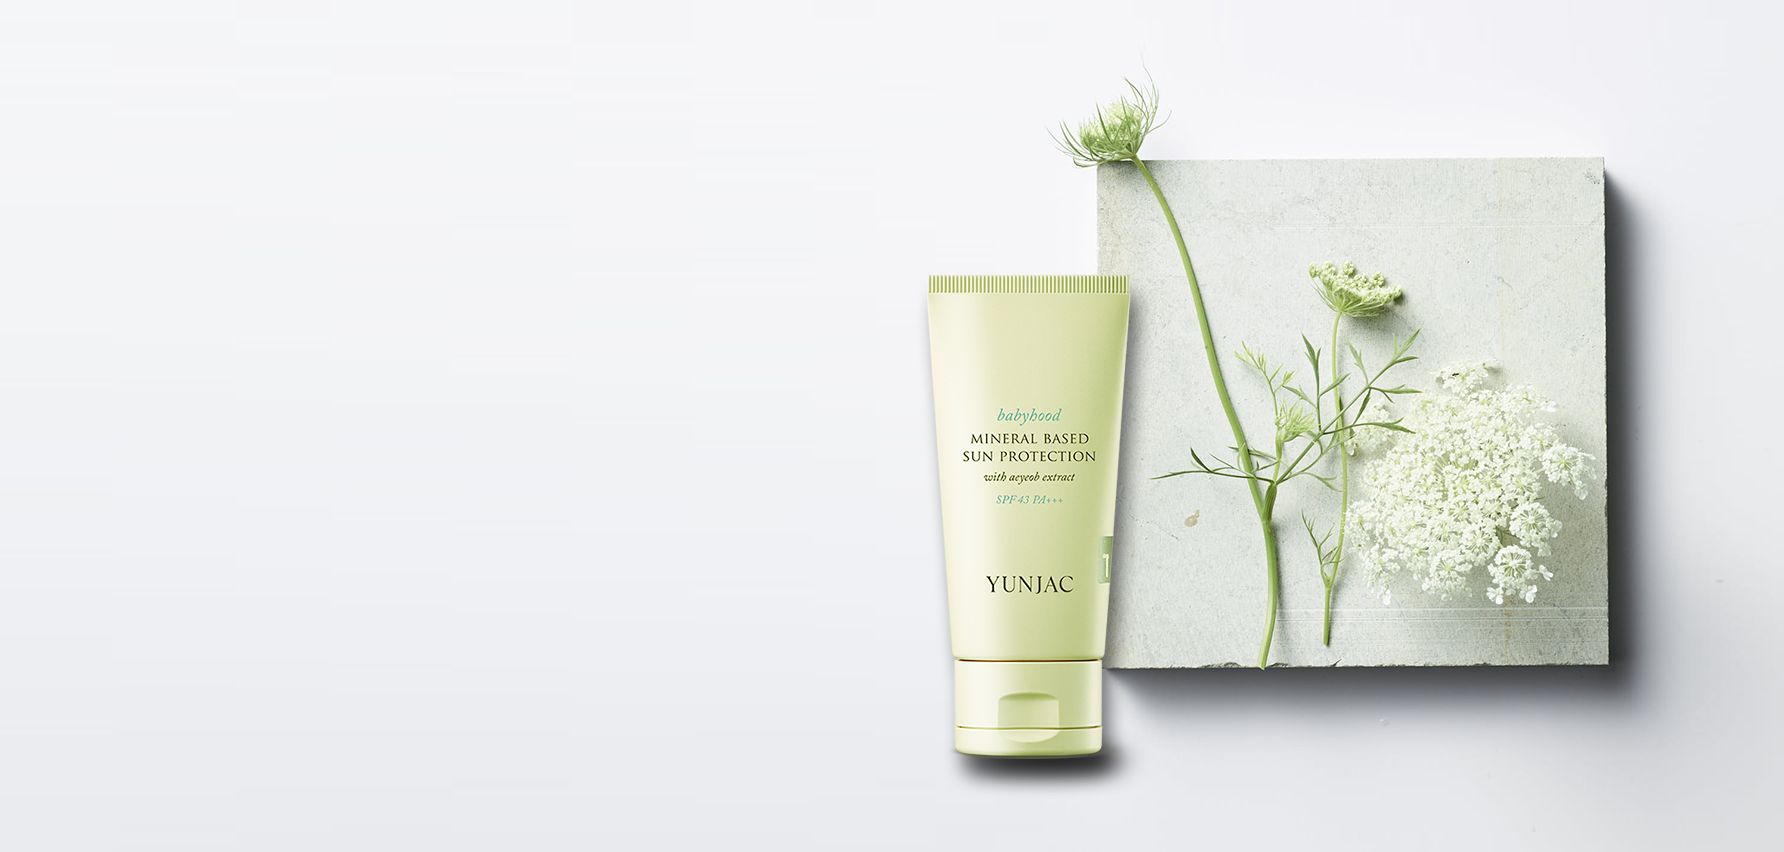 babyhood
MINERAL BASED
SUN PROTECTION
with aeyeob extract
SPF 43 PA+++
YUNJAC